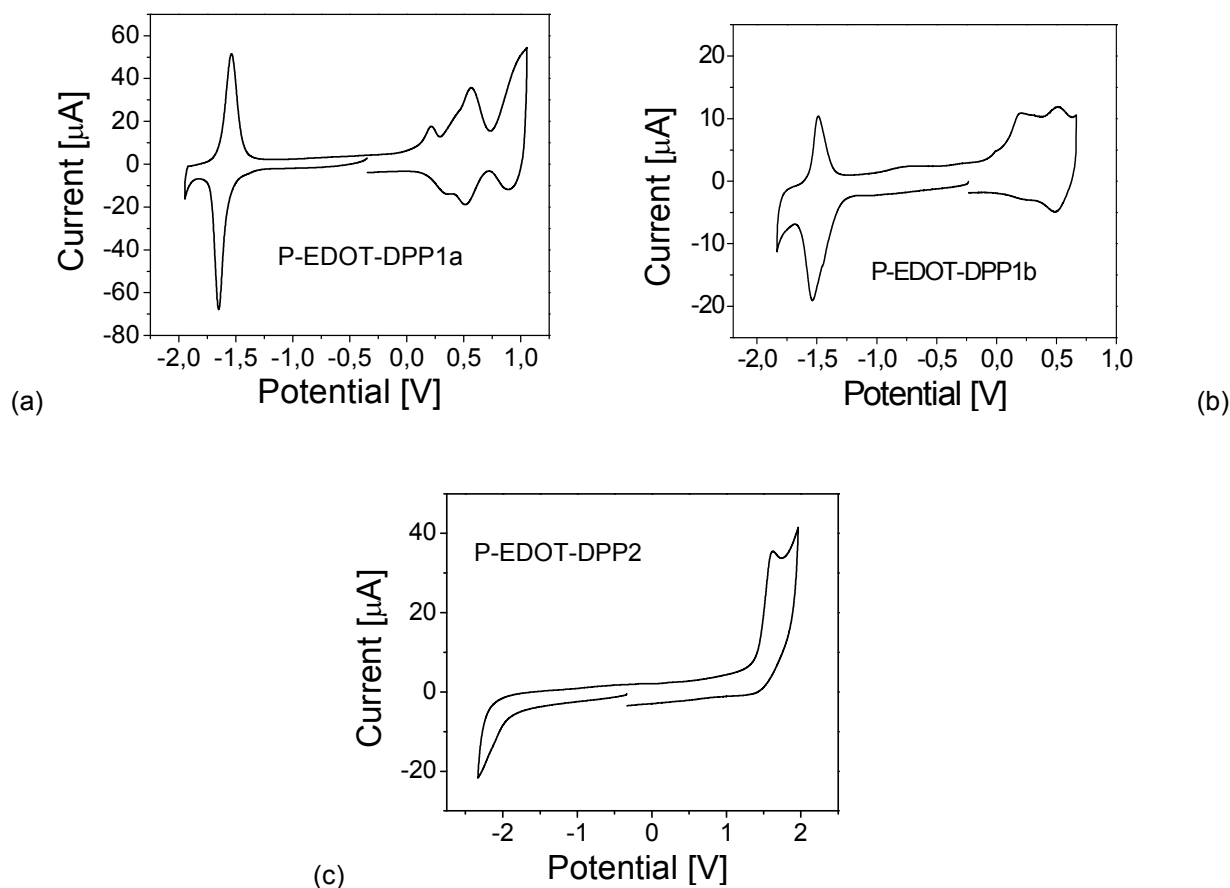 60
40
20
0
-20
-40
-60
-80
Current [μA]
P-EDOT-DPP1a
-2,0 -1,5 -1,0 -0,5 0,0 0,5 1,0
Potential [V]
(a)
20
10
0
-10
-20
Current [μA]
P-EDOT-DPP1b
-2,0 -1,5 -1,0 -0,5 0,0 0,5 1,0
Potential [V]
(b)
40
20
0
-20
Current [μA]
P-EDOT-DPP2
-2 -1 0 1 2
Potential [V]
(c)